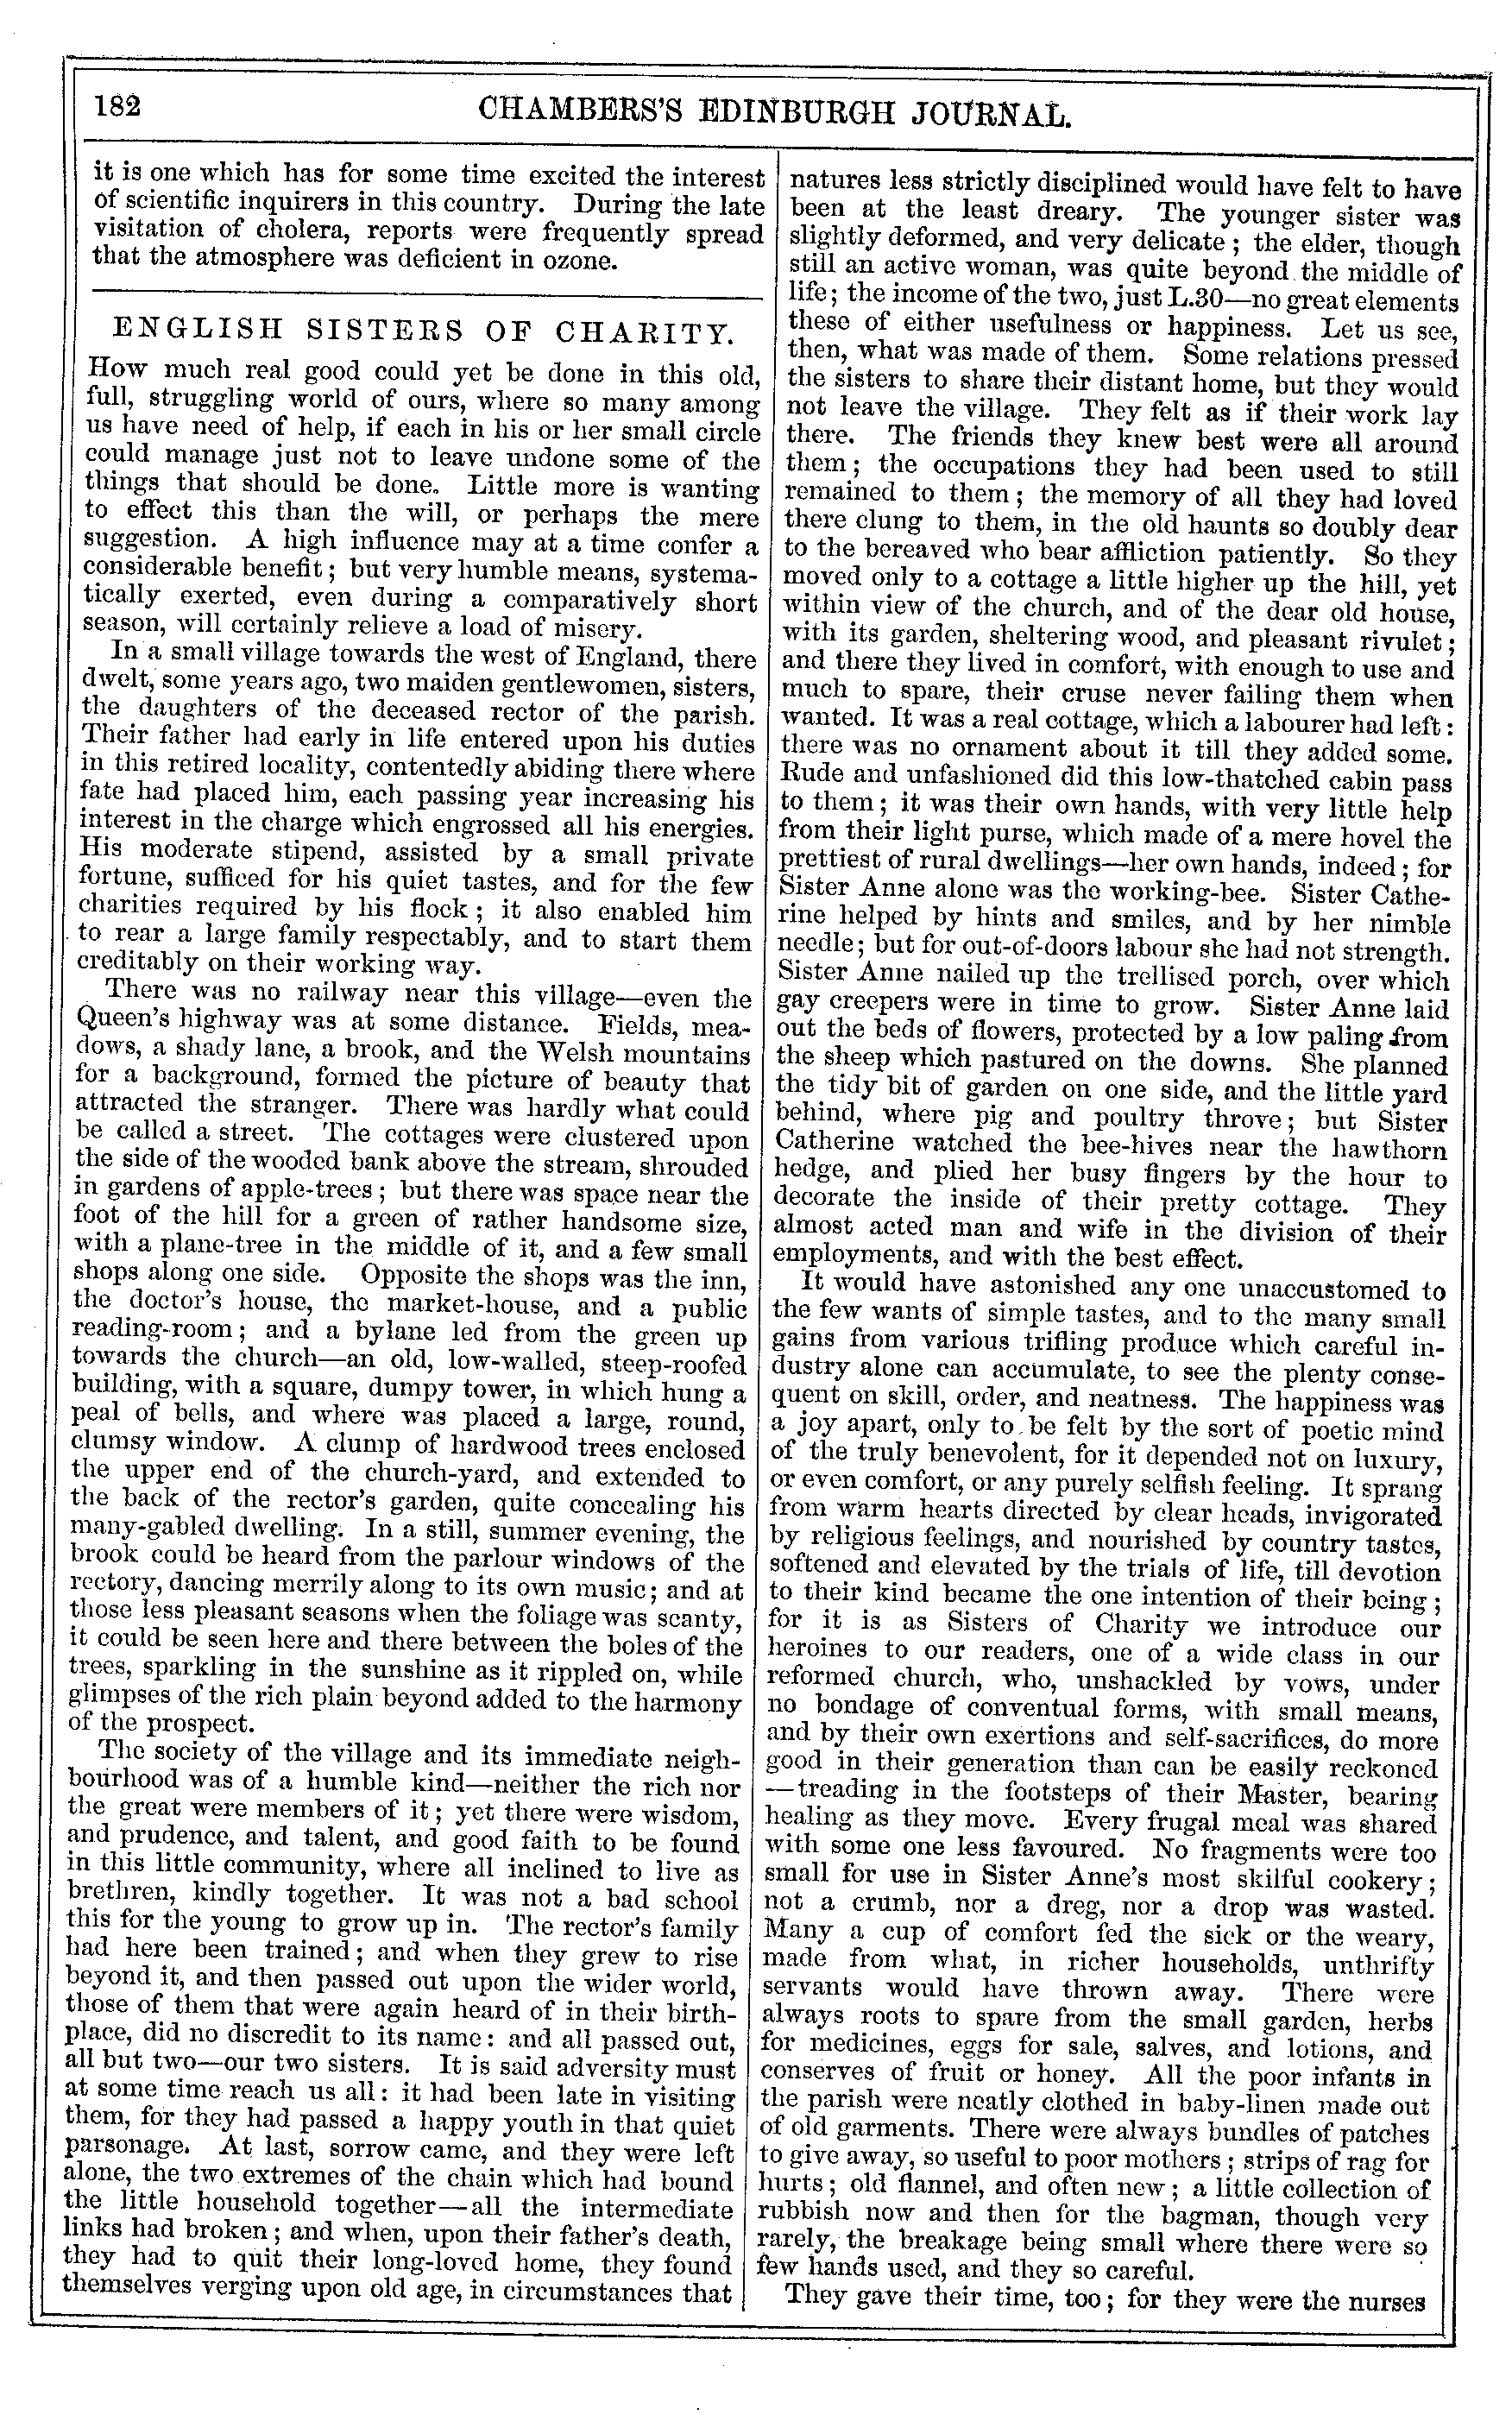 182
CHAMBERS'S EDINBURGH JOURNAL.
it is one which has for some time excited the interest
of scientific inquirers in this country. During the late
visitation of cholera, reports were frequently spread
that the atmosphere was deficient in ozone.
ENGLISH SISTERS OF CHARITY.
How much real good could yet be done in this old,
full, struggling world of ours, where so many among
us have need of help, if each in his or her small circle
could manage just not to leave undone some of the
things that should be done. Little more is wanting
to effect this than the will, or perhaps the mere
suggestion. A high influence may at a time confer a
considerable benefit; but very humble means, systema-
tically exerted, even during a comparatively short
season, will certainly relieve a load of misery.
In a small village towards the west of England, there
dwelt, some years ago, two maiden gentlewomen, sisters,
the daughters of the deceased rector of the parish.
Their father had early in life entered upon his duties
in this retired locality, contentedly abiding there where
fate had placed him, each passing year increasing his
interest in the charge which engrossed all his energies.
His moderate stipend, assisted by a small private
fortune, sufficed for his quiet tastes, and for the few
charities required by his flock; it also enabled him
to rear a large family respectably, and to start them
creditably on their working way.
There was no railway near this village—even the
Queen's highway was at some distance. Fields, mea-
dows, a shady lane, a brook, and the Welsh mountains
for a background, formed the picture of beauty that
attracted the stranger. There was hardly what could
be called a street. The cottages were clustered upon
the side of the wooded bank above the stream, shrouded
in gardens of apple-trees; but there was space near the
foot of the hill for a green of rather handsome size,
with a plane-tree in the middle of it, and a few small
shops along one side. Opposite the shops was the inn,
the doctor's house, the market-house, and a public
reading-room; and a bylane led from the green up
towards the church—an old, low-walled, steep-roofed
building, with a square, dumpy tower, in which hung a
peal of bells, and where was placed a large, round,
clumsy window. A clump of hardwood trees enclosed
the upper end of the church-yard, and extended to
the back of the rector's garden, quite concealing his
many-gabled dwelling. In a still, summer evening, the
brook could be heard from the parlour windows of the
rectory, dancing merrily along to its own music; and at
those less pleasant seasons when the foliage was scanty,
it could be seen here and there between the boles of the
trees, sparkling in the sunshine as it rippled on, while
glimpses of the rich plain beyond added to the harmony
of the prospect.
The society of the village and its immediate neigh-
bourhood was of a humble kind—neither the rich nor
the great were members of it; yet there were wisdom,
and prudence, and talent, and good faith to be found
in this little community, where all inclined to live as
brethren, kindly together. It was not a bad school
this for the young to grow up in. The rector's family
had here been trained; and when they grew to rise
beyond it, and then passed out upon the wider world,
those of them that were again heard of in their birth-
place, did no discredit to its name: and all passed out,
all but two—our two sisters. It is said adversity must
at some time reach us all: it had been late in visiting
them, for they had passed a happy youth in that quiet
parsonage. At last, sorrow came, and they were left
alone, the two extremes of the chain which had bound
the little household together—all the intermediate
links had broken; and when, upon their father's death,
they had to quit their long-loved home, they found
themselves verging upon old age, in circumstances that
natures less strictly disciplined would have felt to have
been at the least dreary. The younger sister was
slightly deformed, and very delicate; the elder, though
still an active woman, was quite beyond the middle of
life; the income of the two, just L.30—no great elements
these of either usefulness or happiness. Let us see,
then, what was made of them. Some relations pressed
the sisters to share their distant home, but they would
not leave the village. They felt as if their work lay
there. The friends they knew best were all around
them; the occupations they had been used to still
remained to them; the memory of all they had loved
there clung to them, in the old haunts so doubly dear
to the bereaved who bear affliction patiently. So they
moved only to a cottage a little higher up the hill, yet
within view of the church, and of the dear old house,
with its garden, sheltering wood, and pleasant rivulet;
and there they lived in comfort, with enough to use and
much to spare, their cruse never failing them when
wanted. It was a real cottage, which a labourer had left:
there was no ornament about it till they added some.
Rude and unfashioned did this low-thatched cabin pass
to them; it was their own hands, with very little help
from their light purse, which made of a mere hovel the
prettiest of rural dwellings—her own hands, indeed; for
Sister Anne alone was the working-bee. Sister Cathe-
rine helped by hints and smiles, and by her nimble
needle; but for out-of-doors labour she had not strength.
Sister Anne nailed up the trellised porch, over which
gay creepers were in time to grow. Sister Anne laid
out the beds of flowers, protected by a low paling from
the sheep which pastured on the downs. She planned
the tidy bit of garden on one side, and the little yard
behind, where pig and poultry throve; but Sister
Catherine watched the bee-hives near the hawthorn
hedge, and plied her busy fingers by the hour to
decorate the inside of their pretty cottage. They
almost acted man and wife in the division of their
employments, and with the best effect.
It would have astonished any one unaccustomed to
the few wants of simple tastes, and to the many small
gains from various trifling produce which careful in-
dustry alone can accumulate, to see the plenty conse-
quent on skill, order, and neatness. The happiness was
a joy apart, only to be felt by the sort of poetic mind
of the truly benevolent, for it depended not on luxury,
or even comfort, or any purely selfish feeling. It sprang
from warm hearts directed by clear heads, invigorated
by religious feelings, and nourished by country tastes,
softened and elevated by the trials of life, till devotion
to their kind became the one intention of their being;
for it is as Sisters of Charity we introduce our
heroines to our readers, one of a wide class in our
reformed church, who, unshackled by vows, under
no bondage of conventual forms, with small means,
and by their own exertions and self-sacrifices, do more
good in their generation than can be easily reckoned
—treading in the footsteps of their Master, bearing
healing as they move. Every frugal meal was shared
with some one less favoured. No fragments were too
small for use in Sister Anne's most skilful cookery;
not a crumb, nor a dreg, nor a drop was wasted.
Many a cup of comfort fed the sick or the weary,
made from what, in richer households, unthrifty
servants would have thrown away. There were
always roots to spare from the small garden, herbs
for medicines, eggs for sale, salves, and lotions, and
conserves of fruit or honey. All the poor infants in
the parish were neatly clothed in baby-linen made out
of old garments. There were always bundles of patches
to give away, so useful to poor mothers; strips of rag for
hurts; old flannel, and often new; a little collection of
rubbish now and then for the bagman, though very
rarely, the breakage being small where there were so
few hands used, and they so careful.
They gave their time, too; for they were the nurses